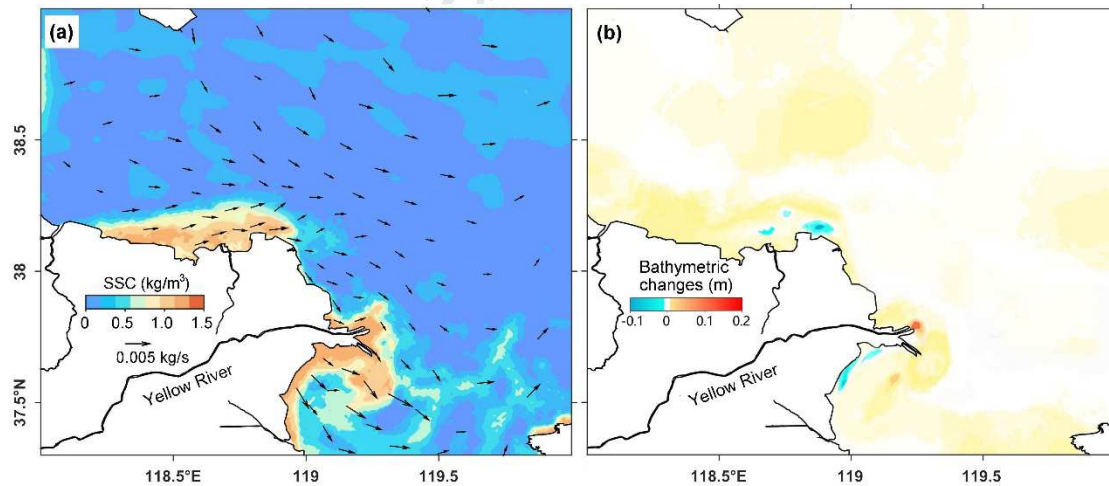 (a)
(b)
38.5
38
37.5°N
SSC (kg/m³)
0 0.5 1.0 1.5
0.005 kg/s
Yellow River
118.5°E 119 119.5
Bathymetric
changes (m)
-0.1 0 0.1 0.2
Yellow River
118.5°E 119 119.5